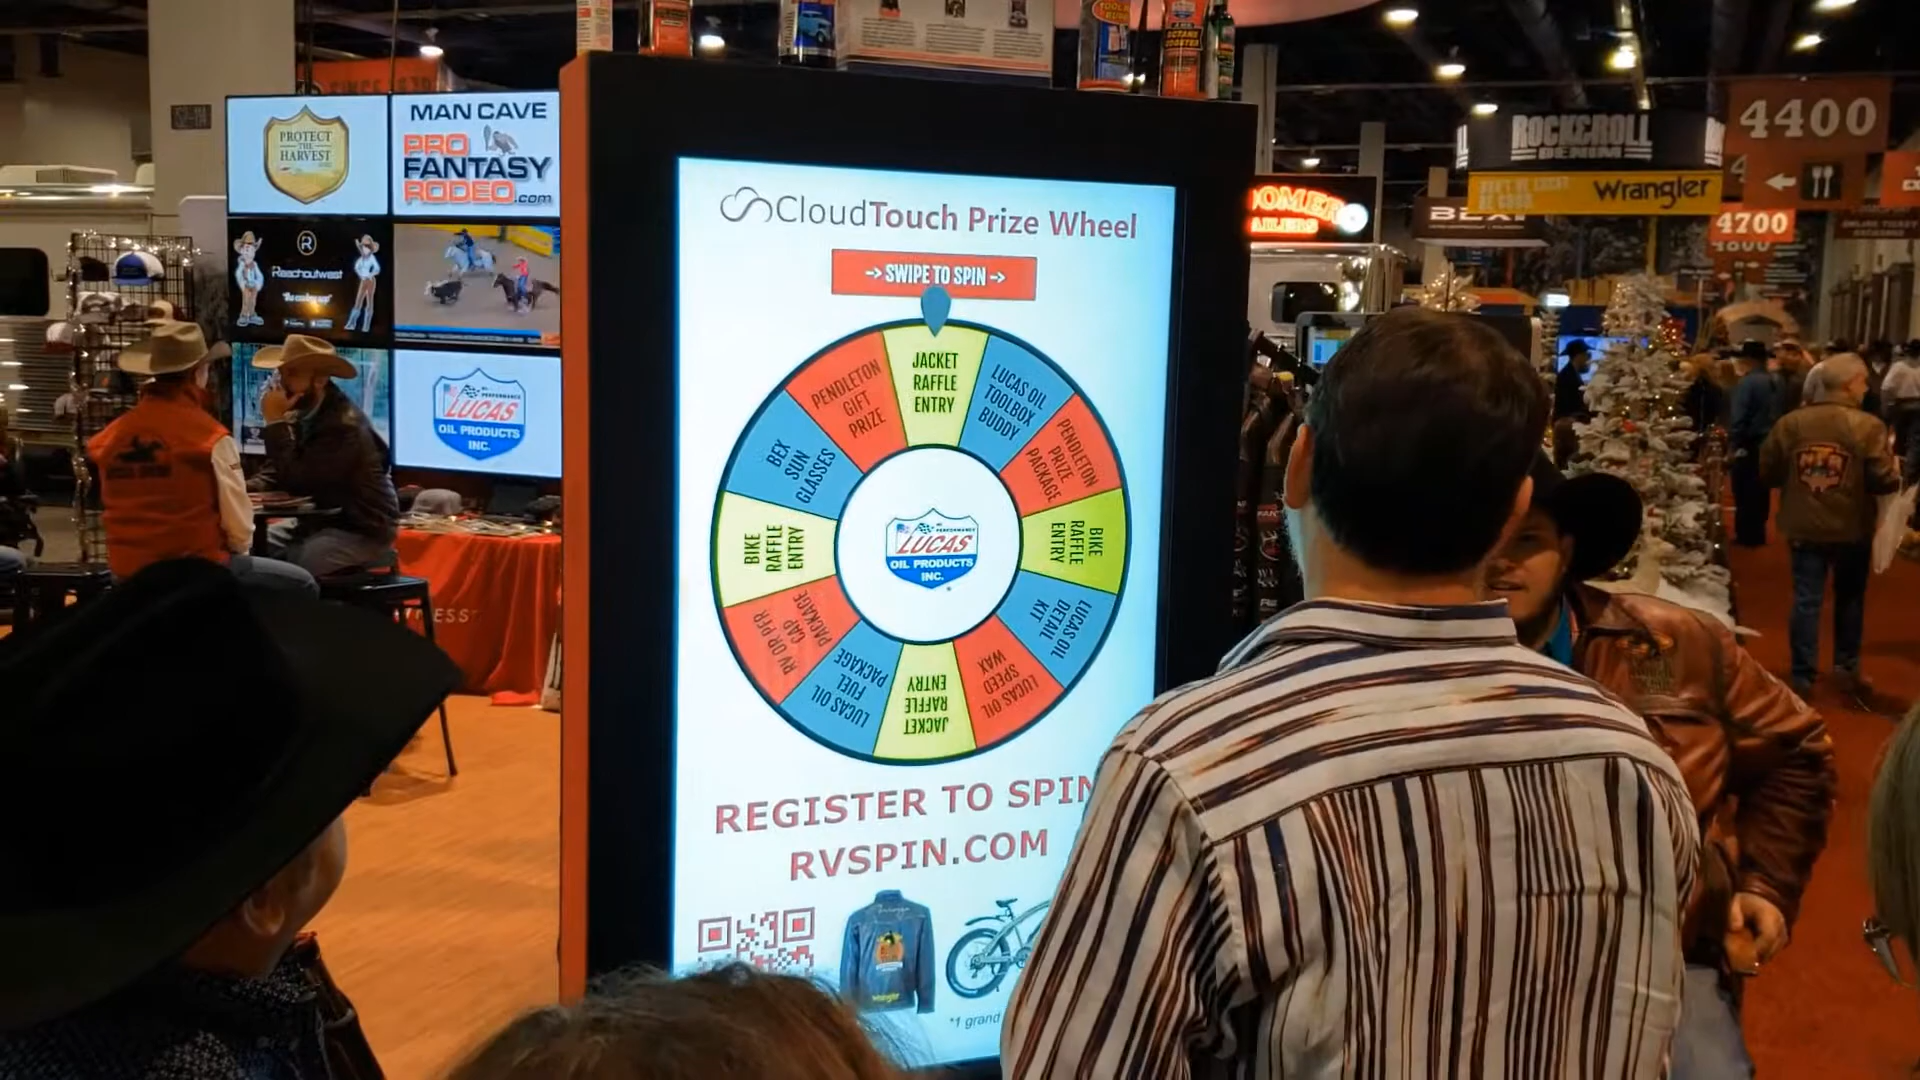 PROTECT
THE
HARVEST
MAN CAVE
PRO
FANTASY
RODEO.com
R
Reachoutwest
LUCAS
OIL PRODUCTS
INC.
CloudTouch Prize Wheel
-> SWIPE TO SPIN ->
JACKET
RAFFLE
ENTRY
LUCAS OIL
TOOLBOX
BUDDY
PENDLETON
PRIZE
PACKAGE
BIKE
RAFFLE
ENTRY
LUCAS OIL
DETAIL
KIT
LUCAS OIL
SPEED
WAX
JACKET
RAFFLE
ENTRY
LUCAS OIL
FUEL
PACKAGE
RV OR PFR
CAP
PACKAGE
BIKE
RAFFLE
ENTRY
BEX
SUN
GLASSES
PENDLETON
GIFT
PRIZE
LUCAS
OIL PRODUCTS
INC.
REGISTER TO SPIN
RVSPIN.COM
wrangler
*1 grand
ROCK&ROLL
DENIM
Wrangler
4400
4700
4800